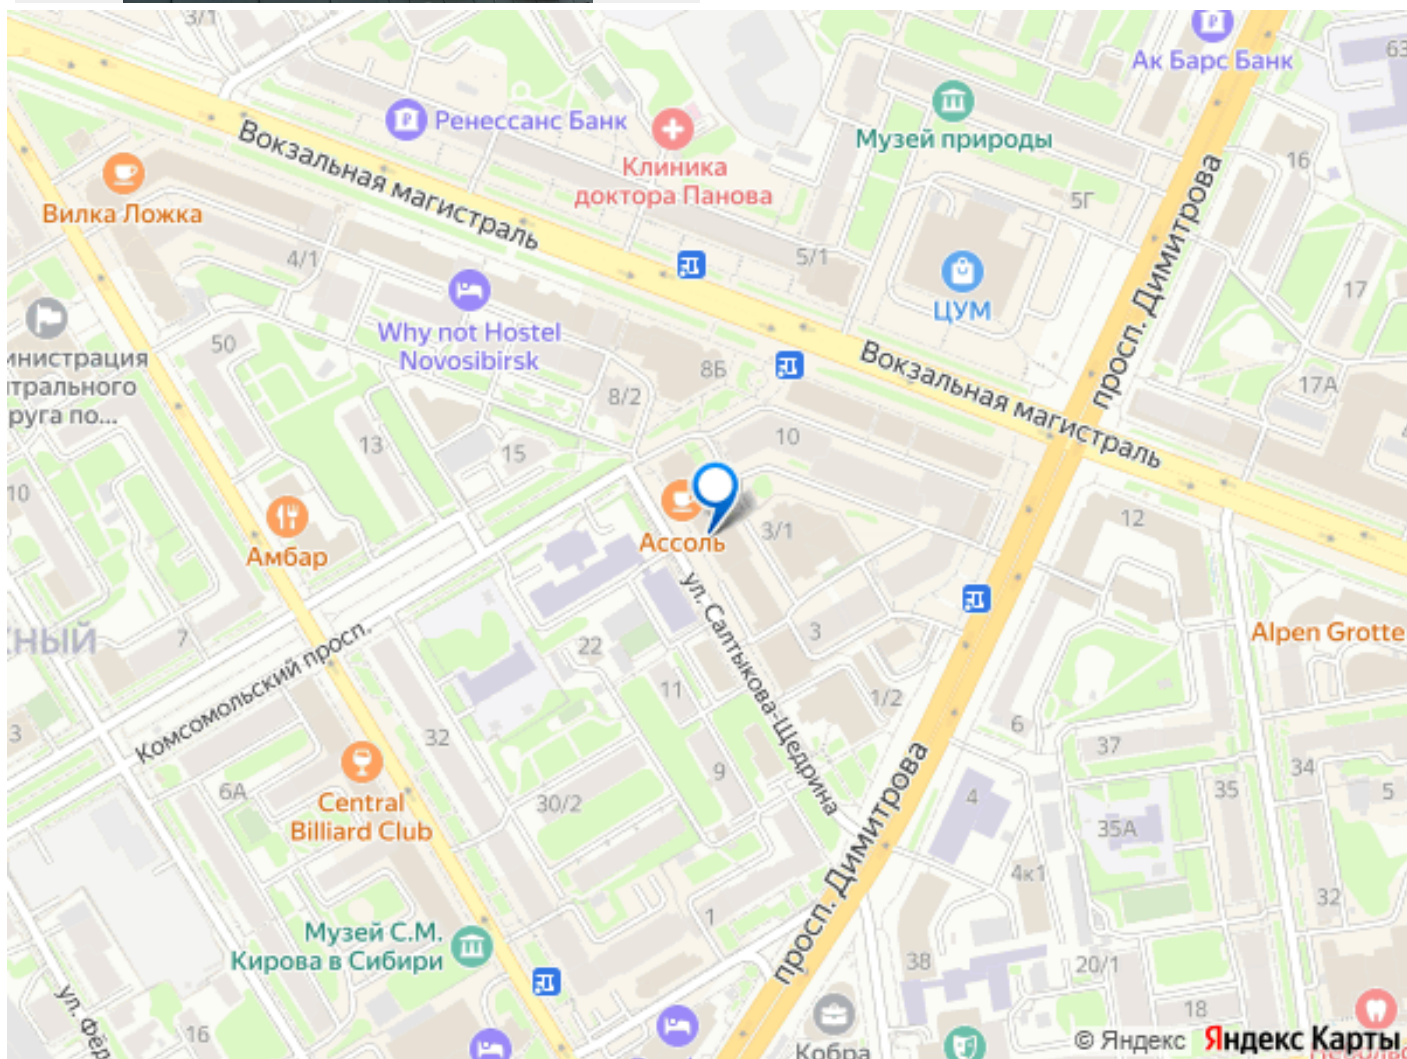 3/1
Ак Барс Банк
63
Ренессанс Банк
Вокзальная магистраль
Клиника
доктора Панова
Музей природы
16
5Г
просп. Димитрова
Вилка Ложка
4/1
5/1
ЦУМ
17
Why not Hostel
Novosibirsk
инистрация
нтрального
руга по...
50
8Б
8/2
Вокзальная магистраль
17А
13
15
10
10
12
Амбар
Ассоль
3/1
ул. Салтыкова-Щедрина
НЫЙ
7
Комсомольский просп.
22
3
Alpen Grotte
11
1/2
3
32
6
37
34
9
6А
Central
Billiard Club
30/2
4
35
5
35А
просп. Димитрова
4к1
32
1
Музей С.М.
Кирова в Сибири
38
20/1
ул. Фёд
16
18
Кобра
© Яндекс Яндекс Карты